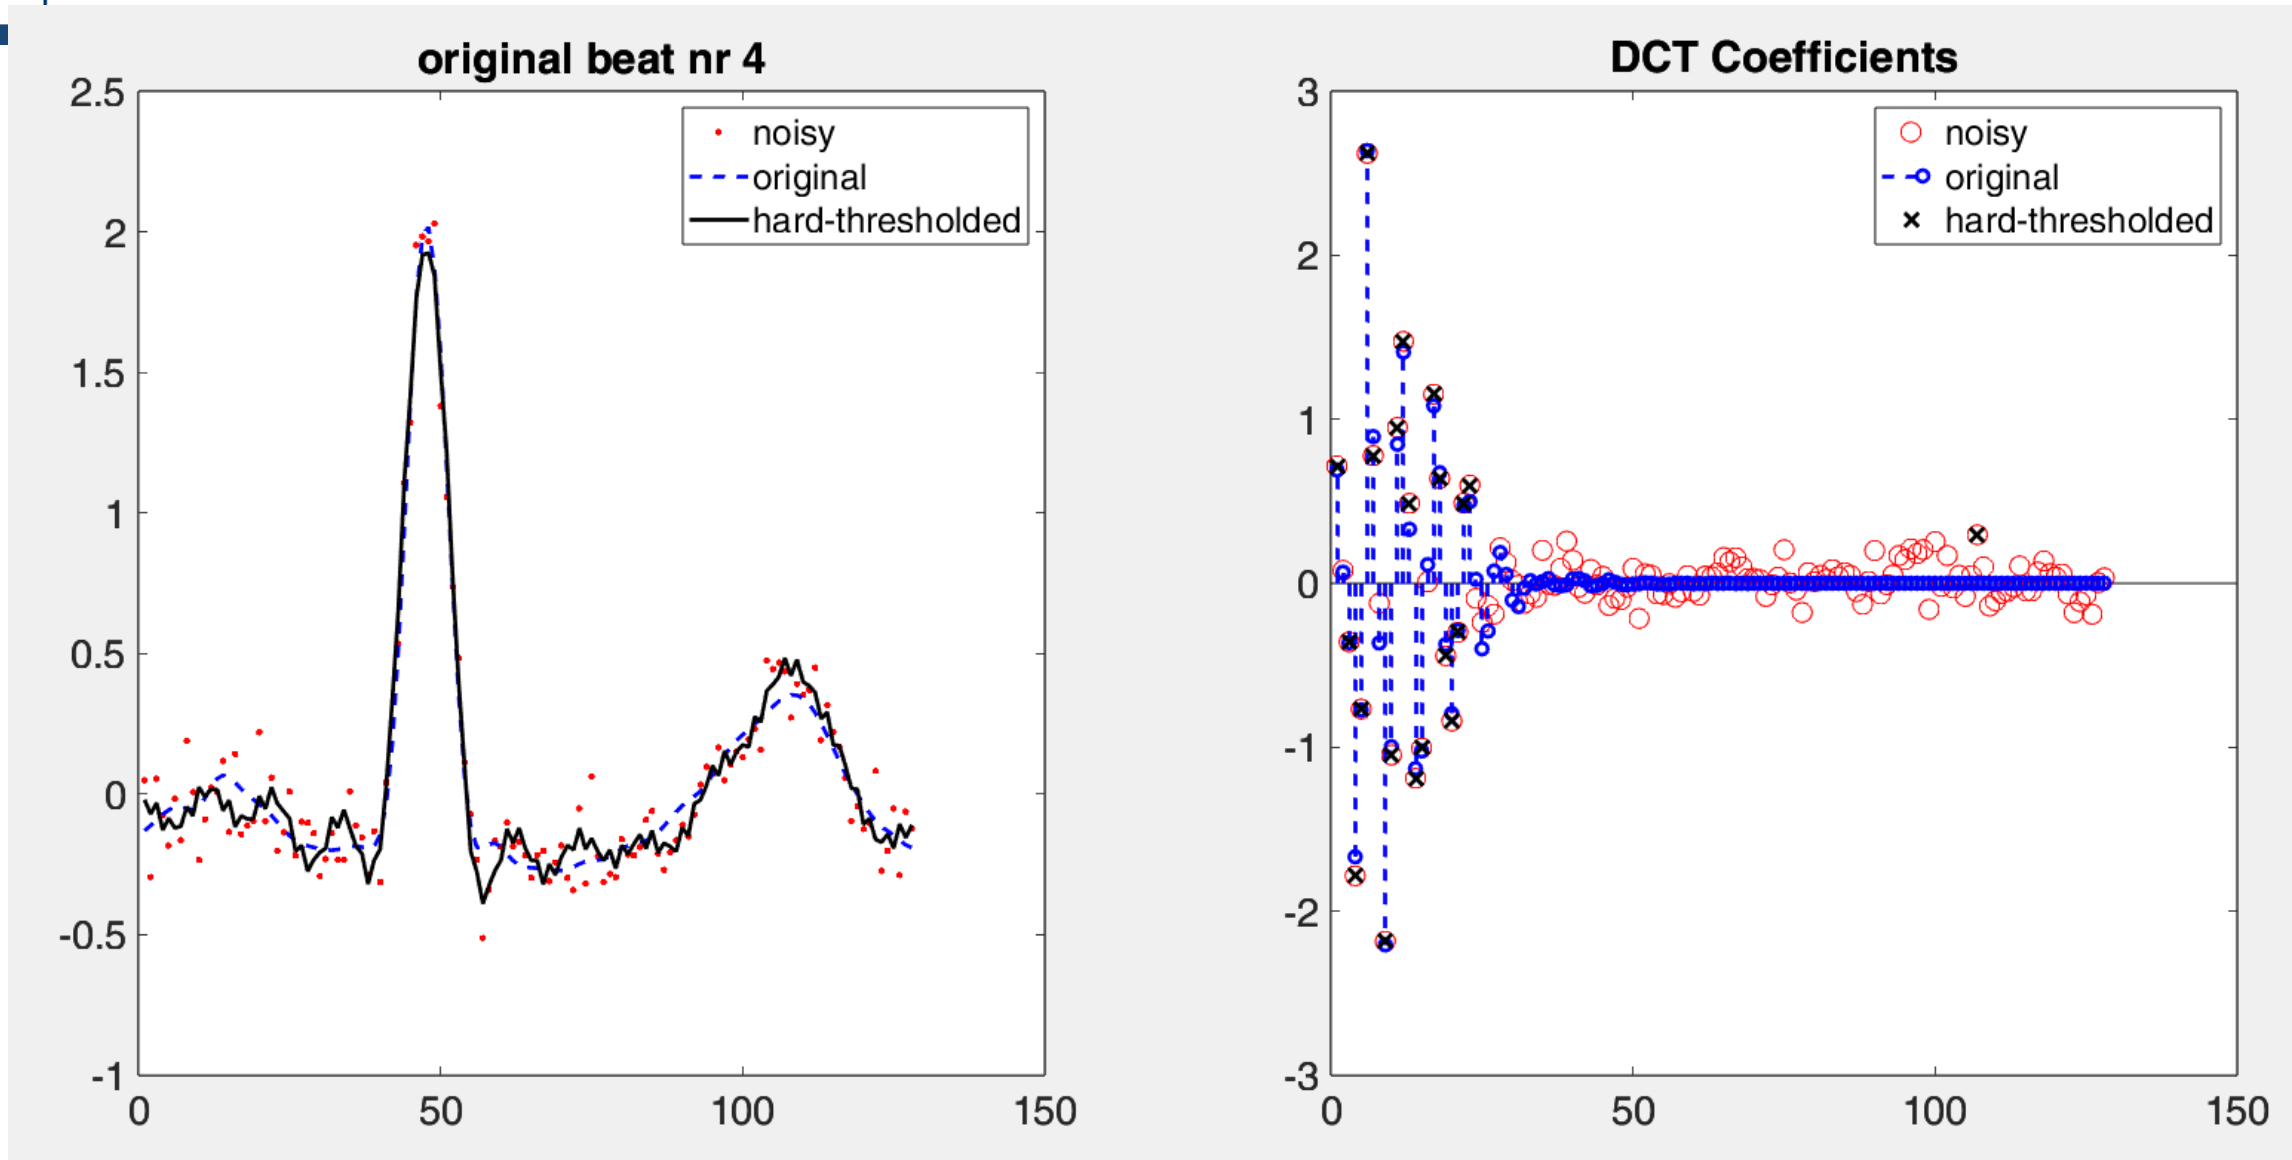 original beat nr 4
2.5
2
1.5
1
0.5
0
-0.5
-1
0
50
100
150
noisy
original
hard-thresholded
DCT Coefficients
3
2
1
0
-1
-2
-3
0
50
100
150
noisy
original
hard-thresholded